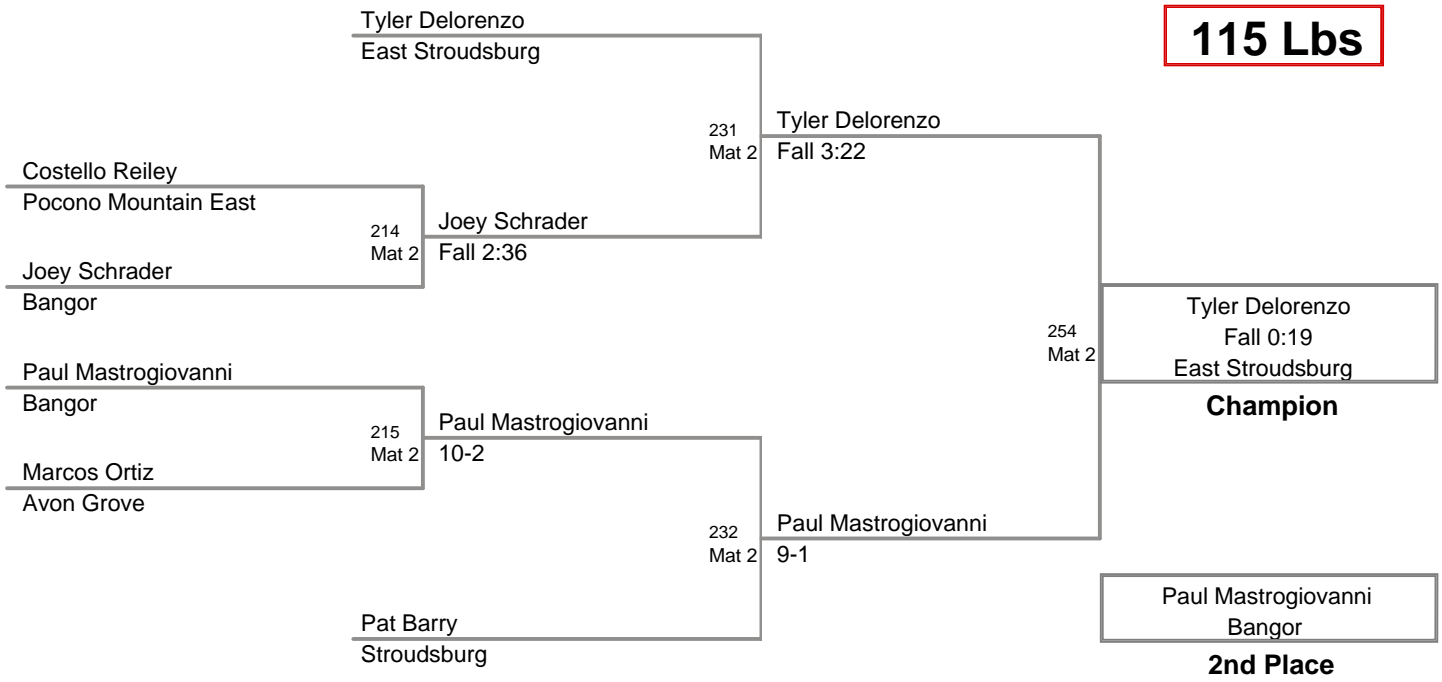 115 Lbs
Tyler Delorenzo
East Stroudsburg
Costello Reiley
Pocono Mountain East
214
Mat 2
Joey Schrader
Fall 2:36
Joey Schrader
Bangor
231
Mat 2
Tyler Delorenzo
Fall 3:22
Paul Mastrogiovanni
Bangor
215
Mat 2
Paul Mastrogiovanni
10-2
Marcos Ortiz
Avon Grove
232
Mat 2
Paul Mastrogiovanni
9-1
Pat Barry
Stroudsburg
254
Mat 2
Tyler Delorenzo
Fall 0:19
East Stroudsburg
Champion
Paul Mastrogiovanni
Bangor
2nd Place